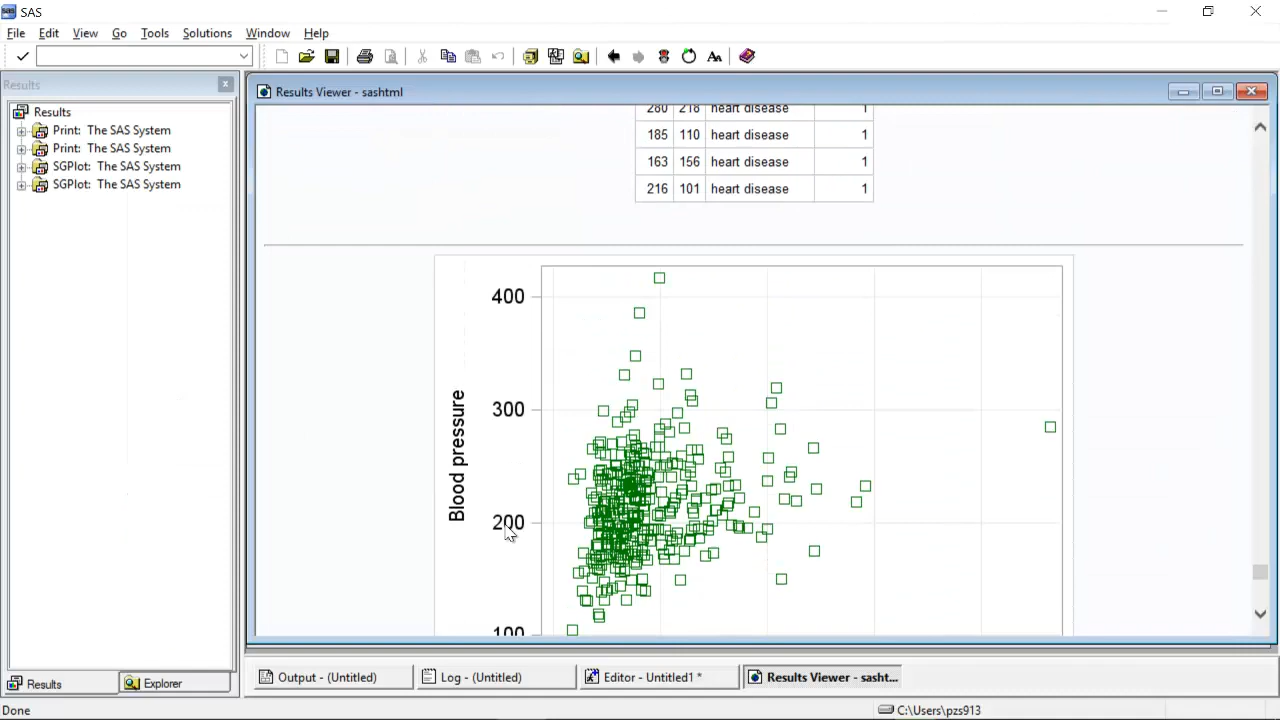 SAS
File Edit View Go Tools Solutions Window Help
Results
Results Viewer - sashtml
Results
Print: The SAS System
Print: The SAS System
SGPlot: The SAS System
SGPlot: The SAS System
280 218 heart disease 1
185 110 heart disease 1
163 156 heart disease 1
216 101 heart disease 1
400
300
200
100
Blood pressure
Results Explorer
Output - (Untitled) Log - (Untitled) Editor - Untitled1 * Results Viewer - sasht...
Done C:\Users\pzs913